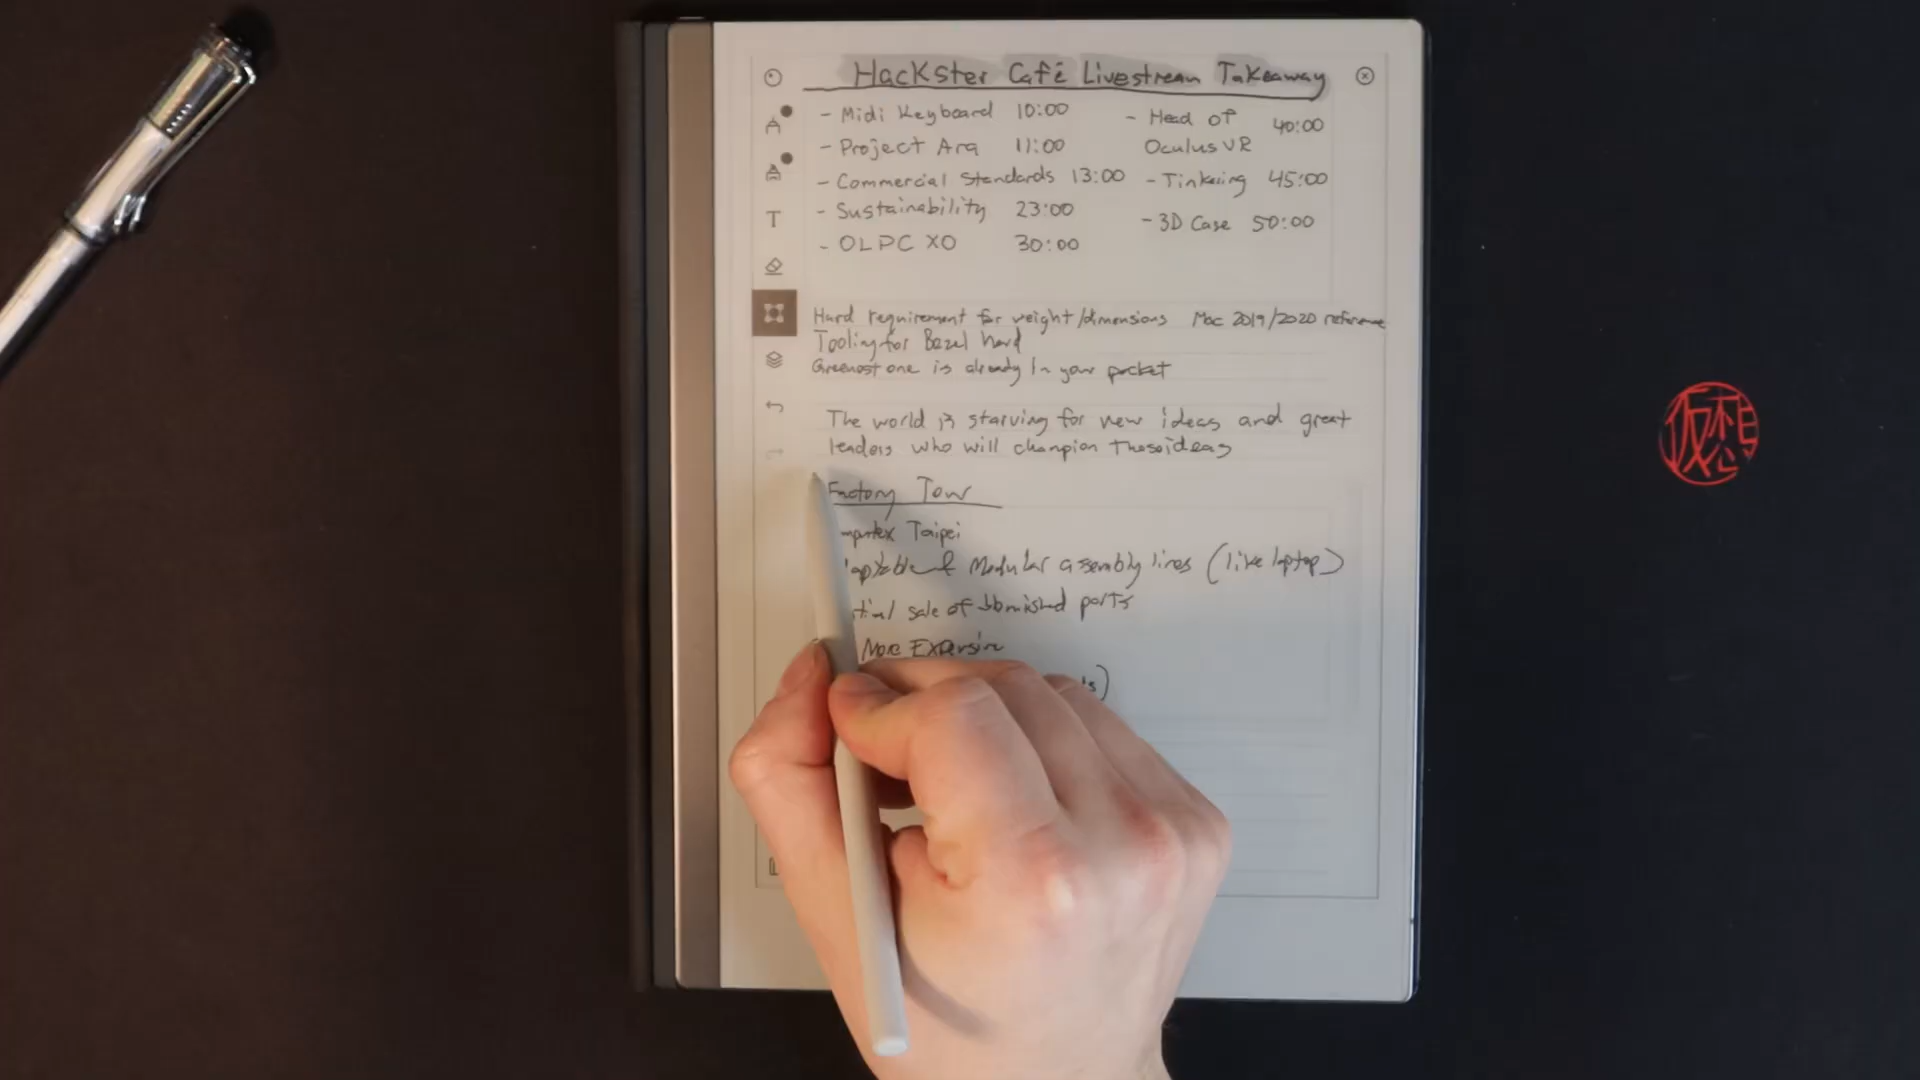 Hackster Café Livestream Takeaway
- Midi Keyboard 10:00
- Project Ara 11:00
- Commercial Standards 13:00
- Sustainability 23:00
- OLPC XO 30:00
- Head of 40:00
Oculus VR
- Tinkering 45:00
- 3D Case 50:00
T
Hard requirement for weight/dimensions Mac 2019/2020 reference
Tooling for Bezel hard
Greenest one is already in your pocket
The world is starving for new ideas and great
leaders who will champion those ideas
Factory Tour
Taipei
& Modular assembly lines (like laptop)
sale of parts
More Expensive
仮想